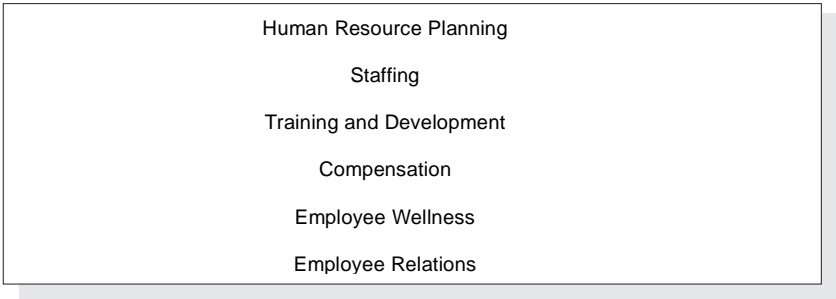 Human Resource Planning
Staffing
Training and Development
Compensation
Employee Wellness
Employee Relations